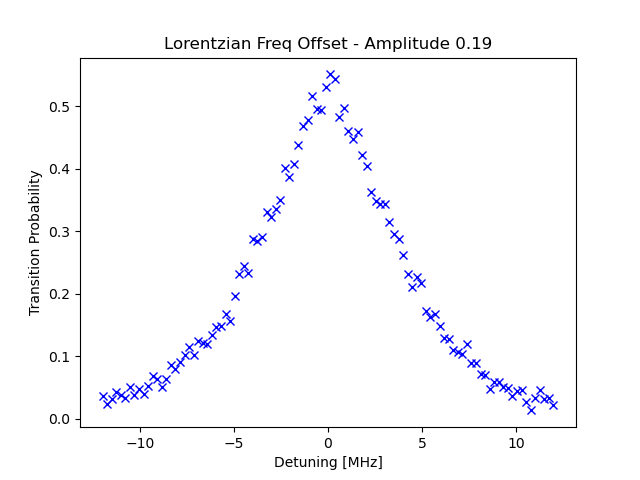 Lorentzian Freq Offset - Amplitude 0.19
Transition Probability
0.5
0.4
0.3
0.2
0.1
0.0
−10 −5 0 5 10
Detuning [MHz]